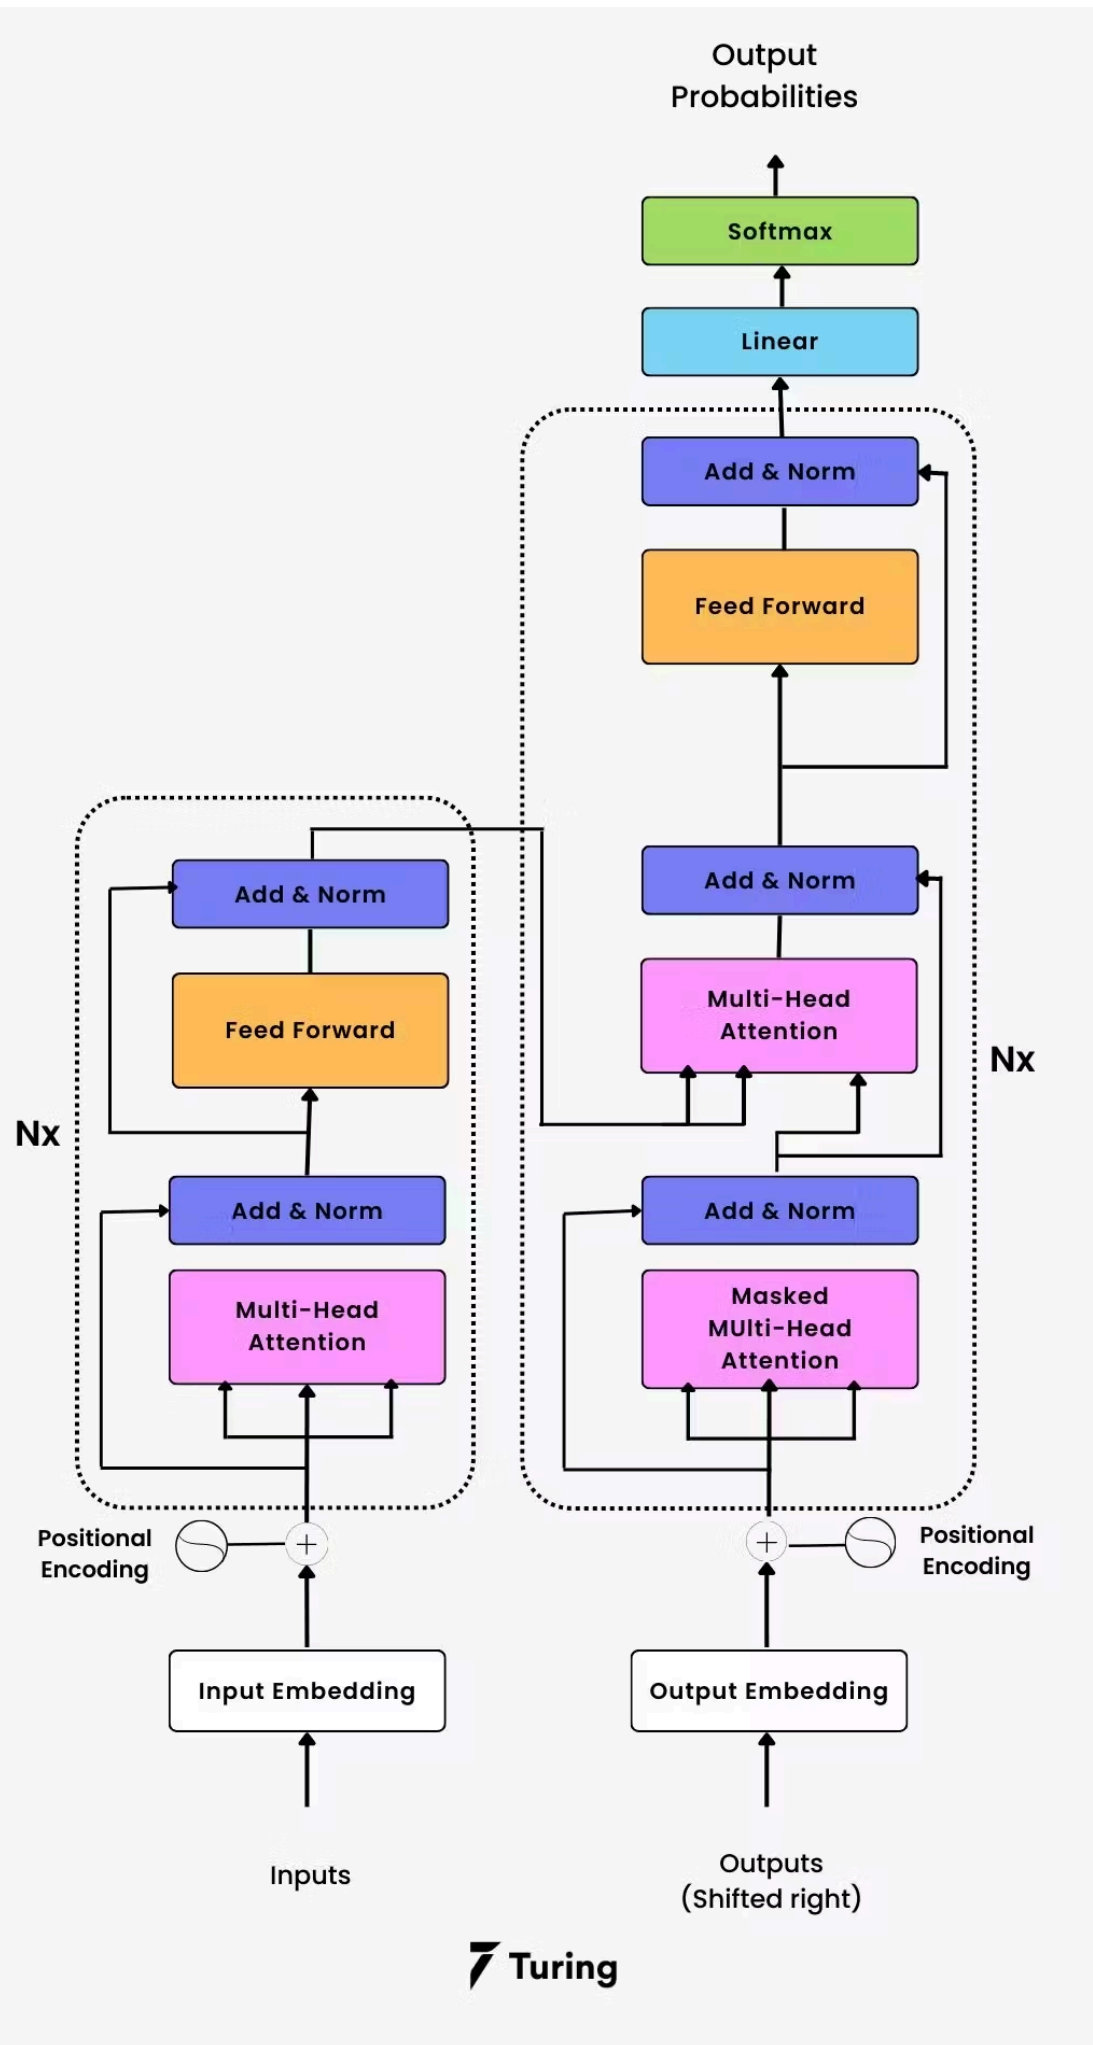 Output
Probabilities
Softmax
Linear
Add & Norm
Feed Forward
Add & Norm
Multi-Head
Attention
Nx
Add & Norm
Masked
MUlti-Head
Attention
Positional
Encoding
Output Embedding
Outputs
(Shifted right)
Add & Norm
Feed Forward
Nx
Add & Norm
Multi-Head
Attention
Positional
Encoding
Input Embedding
Inputs
Turing